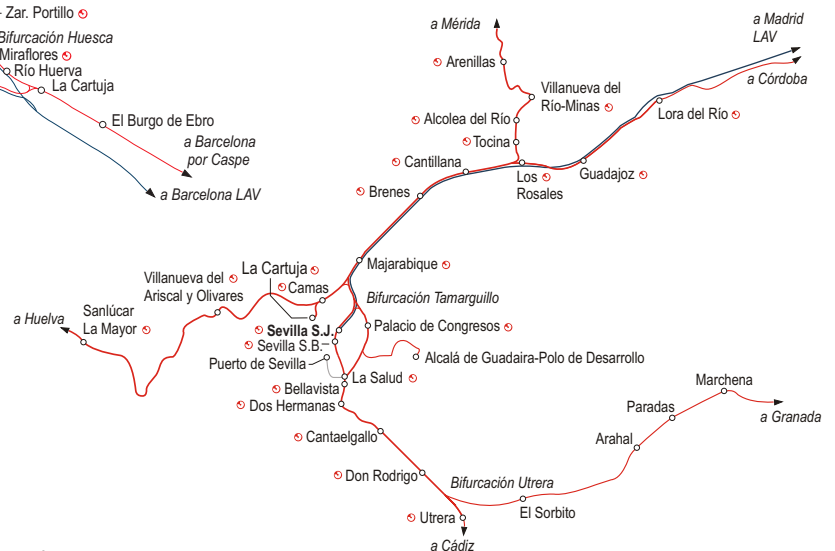 - Zar. Portillo
Bifurcación Huesca
Miraflores
Río Huerva
La Cartuja
El Burgo de Ebro
a Barcelona
por Caspe
a Barcelona LAV
a Mérida
Arenillas
Villanueva del
Río-Minas
Alcolea del Río
Tocina
Cantillana
Los
Rosales
Guadajoz
Lora del Río
a Madrid
LAV
a Córdoba
Brenes
Majarabique
La Cartuja
Camas
Villanueva del
Ariscal y Olivares
Sanlúcar
La Mayor
a Huelva
Bifurcación Tamarguillo
Sevilla S.J.
Sevilla S.B.
Palacio de Congresos
Puerto de Sevilla
Alcalá de Guadaira-Polo de Desarrollo
La Salud
Bellavista
Dos Hermanas
Cantaelgallo
Don Rodrigo
Bifurcación Utrera
Utrera
a Cádiz
El Sorbito
Arahal
Paradas
Marchena
a Granada